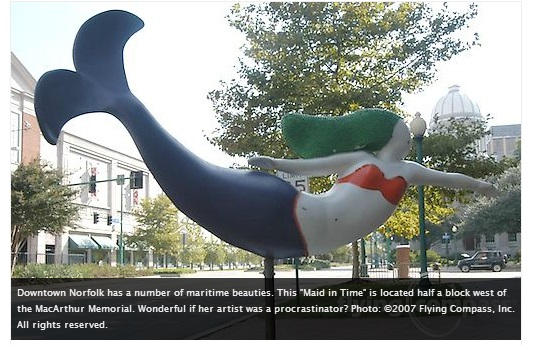 5
Downtown Norfolk has a number of maritime beauties. This "Maid in Time" is located half a block west of
the MacArthur Memorial. Wonderful if her artist was a procrastinator? Photo: ©2007 Flying Compass, Inc.
All rights reserved.